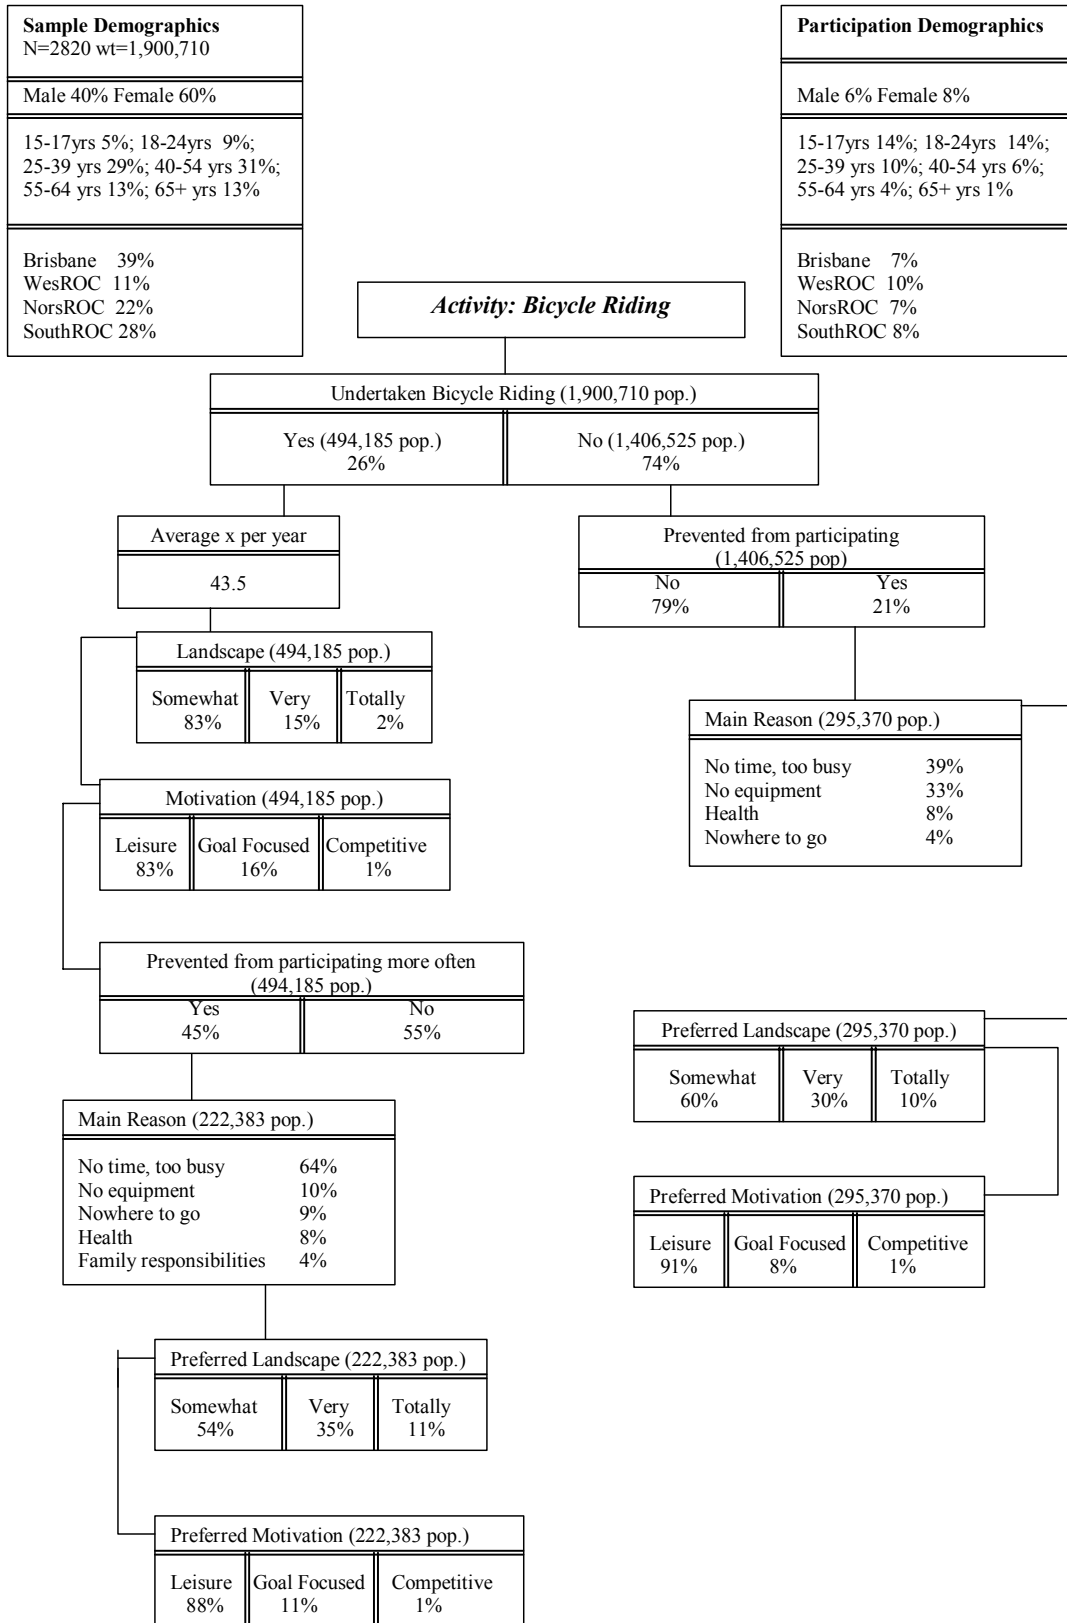 Sample Demographics
N=2820 wt=1,900,710
Male 40% Female 60%
15-17yrs 5%; 18-24yrs 9%;
25-39 yrs 29%; 40-54 yrs 31%;
55-64 yrs 13%; 65+ yrs 13%
Brisbane 39%
WesROC 11%
NorsROC 22%
SouthROC 28%
Participation Demographics
Male 6% Female 8%
15-17yrs 14%; 18-24yrs 14%;
25-39 yrs 10%; 40-54 yrs 6%;
55-64 yrs 4%; 65+ yrs 1%
Brisbane 7%
WesROC 10%
NorsROC 7%
SouthROC 8%
Activity: Bicycle Riding
Undertaken Bicycle Riding (1,900,710 pop.)
Yes (494,185 pop.)
26%
No (1,406,525 pop.)
74%
Average x per year
43.5
Landscape (494,185 pop.)
Somewhat Very Totally
83% 15% 2%
Motivation (494,185 pop.)
Leisure Goal Focused Competitive
83% 16% 1%
Prevented from participating more often
(494,185 pop.)
Yes No
45% 55%
Main Reason (222,383 pop.)
No time, too busy 64%
No equipment 10%
Nowhere to go 9%
Health 8%
Family responsibilities 4%
Preferred Landscape (222,383 pop.)
Somewhat Very Totally
54% 35% 11%
Preferred Motivation (222,383 pop.)
Leisure Goal Focused Competitive
88% 11% 1%
Prevented from participating
(1,406,525 pop)
No Yes
79% 21%
Main Reason (295,370 pop.)
No time, too busy 39%
No equipment 33%
Health 8%
Nowhere to go 4%
Preferred Landscape (295,370 pop.)
Somewhat Very Totally
60% 30% 10%
Preferred Motivation (295,370 pop.)
Leisure Goal Focused Competitive
91% 8% 1%